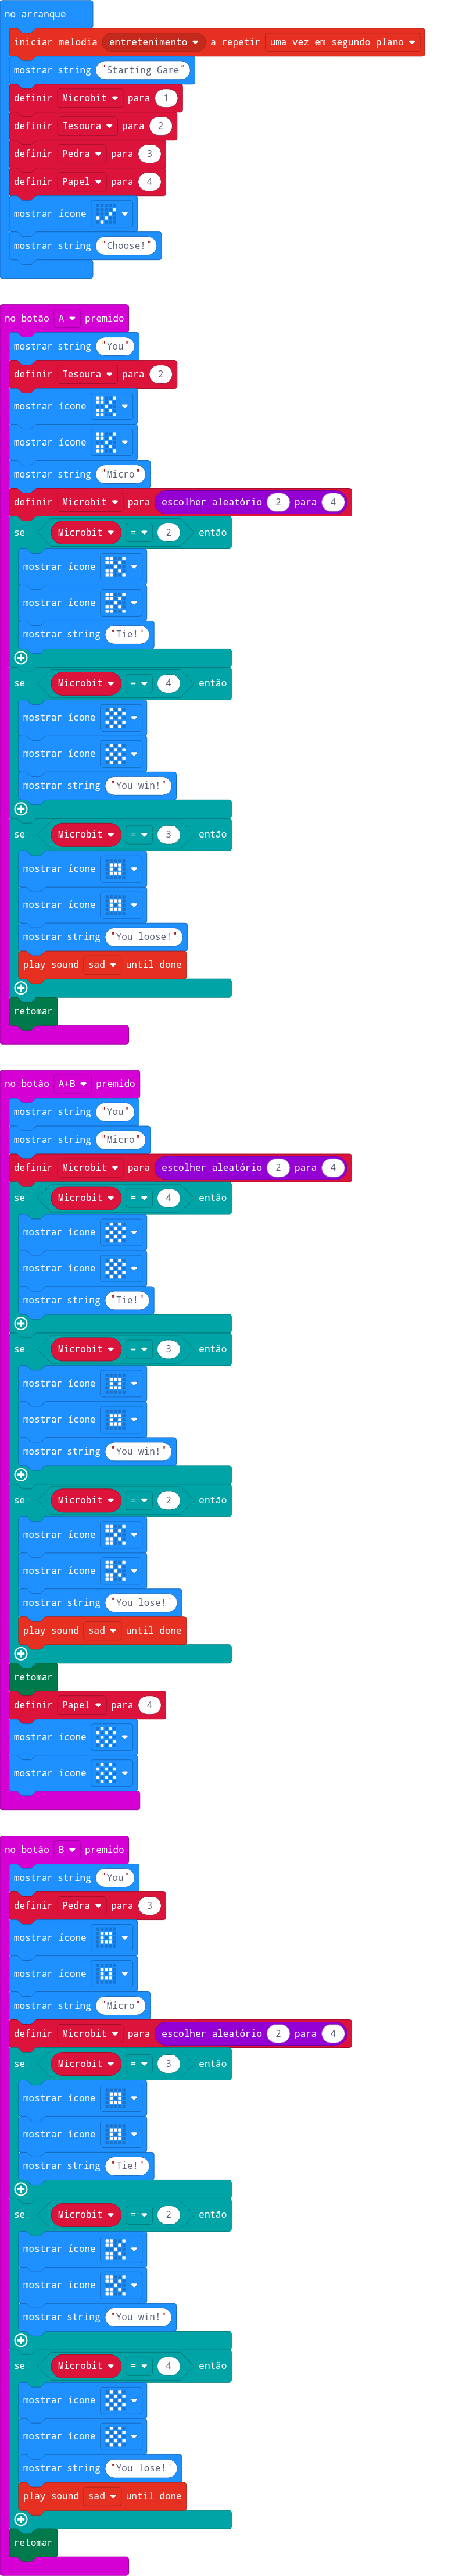 no arranque
iniciar melodia entretenimento a repetir uma vez em segundo plano
mostrar string "Starting Game"
definir Microbit para 1
definir Tesoura para 2
definir Pedra para 3
definir Papel para 4
mostrar ícone
mostrar string "Choose!"
no botão A premido
mostrar string "You"
definir Tesoura para 2
mostrar ícone
mostrar ícone
mostrar string "Micro"
definir Microbit para escolher aleatório 2 para 4
se Microbit = 2 então
mostrar ícone
mostrar ícone
mostrar string "Tie!"
se Microbit = 4 então
mostrar ícone
mostrar ícone
mostrar string "You win!"
se Microbit = 3 então
mostrar ícone
mostrar ícone
mostrar string "You loose!"
play sound sad until done
retomar
no botão A+B premido
mostrar string "You"
mostrar string "Micro"
definir Microbit para escolher aleatório 2 para 4
se Microbit = 4 então
mostrar ícone
mostrar ícone
mostrar string "Tie!"
se Microbit = 3 então
mostrar ícone
mostrar ícone
mostrar string "You win!"
se Microbit = 2 então
mostrar ícone
mostrar ícone
mostrar string "You lose!"
play sound sad until done
retomar
definir Papel para 4
mostrar ícone
mostrar ícone
no botão B premido
mostrar string "You"
definir Pedra para 3
mostrar ícone
mostrar ícone
mostrar string "Micro"
definir Microbit para escolher aleatório 2 para 4
se Microbit = 3 então
mostrar ícone
mostrar ícone
mostrar string "Tie!"
se Microbit = 2 então
mostrar ícone
mostrar ícone
mostrar string "You win!"
se Microbit = 4 então
mostrar ícone
mostrar ícone
mostrar string "You lose!"
play sound sad until done
retomar